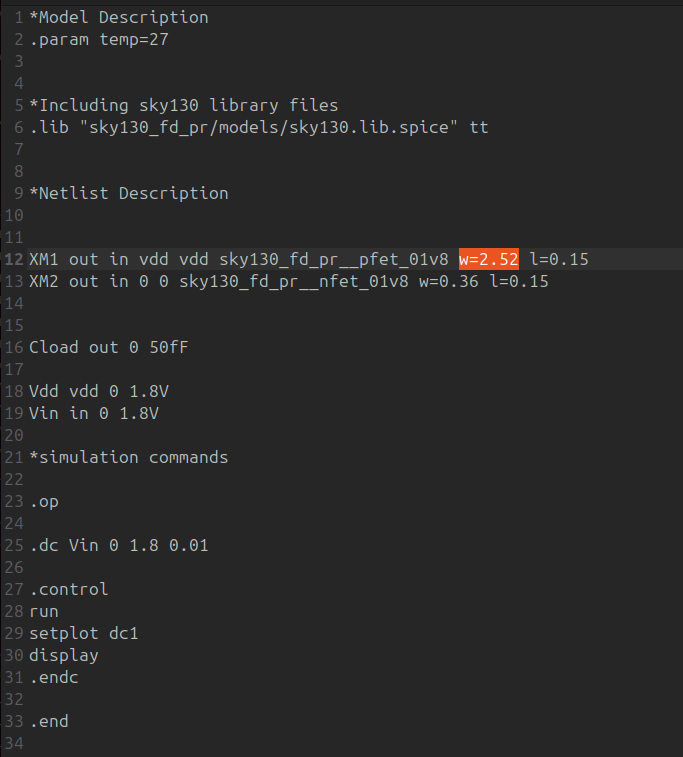 1 *Model Description
2 .param temp=27
3
4
5 *Including sky130 library files
6 .lib "sky130_fd_pr/models/sky130.lib.spice" tt
7
8
9 *Netlist Description
10
11
12 XM1 out in vdd vdd sky130_fd_pr__pfet_01v8 w=2.52 l=0.15
13 XM2 out in 0 0 sky130_fd_pr__nfet_01v8 w=0.36 l=0.15
14
15
16 Cload out 0 50fF
17
18 Vdd vdd 0 1.8V
19 Vin in 0 1.8V
20
21 *simulation commands
22
23 .op
24
25 .dc Vin 0 1.8 0.01
26
27 .control
28 run
29 setplot dc1
30 display
31 .endc
32
33 .end
34